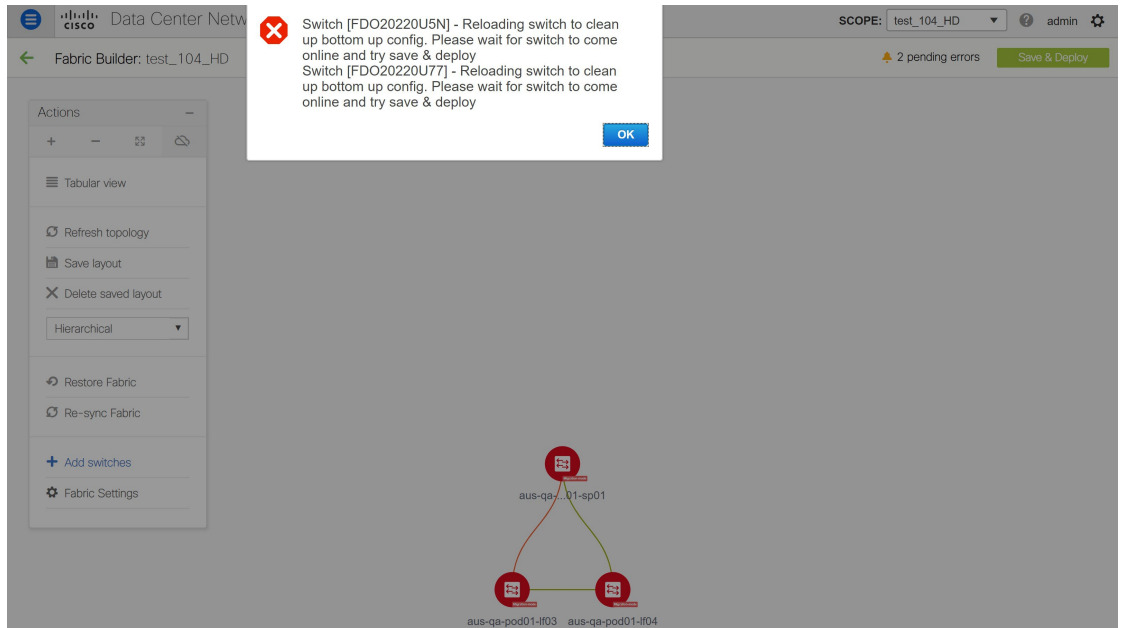 cisco
Data Center Netw
SCOPE: test_104_HD
admin
Switch [FDO20220U5N] - Reloading switch to clean
up bottom up config. Please wait for switch to come
online and try save & deploy
Switch [FDO20220U77] - Reloading switch to clean
up bottom up config. Please wait for switch to come
online and try save & deploy
OK
Fabric Builder: test_104_HD
2 pending errors
Save & Deploy
Actions
Tabular view
Refresh topology
Save layout
Delete saved layout
Hierarchical
Restore Fabric
Re-sync Fabric
Add switches
Fabric Settings
aus-qa-...01-sp01
aus-qa-pod01-lf03 aus-qa-pod01-lf04